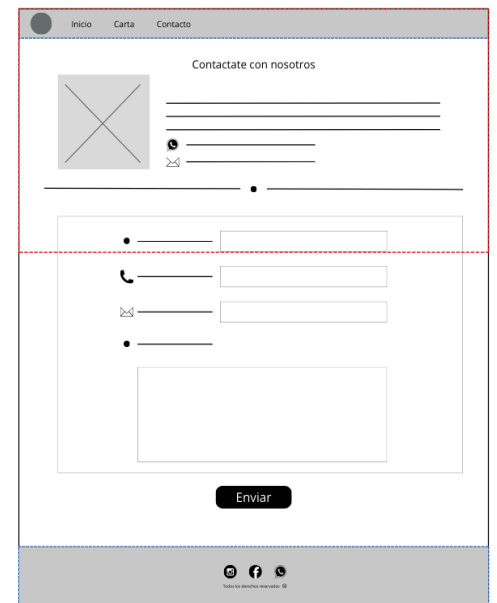 Inicio Carta Contacto
Contactate con nosotros
Enviar
Todos los derechos reservados